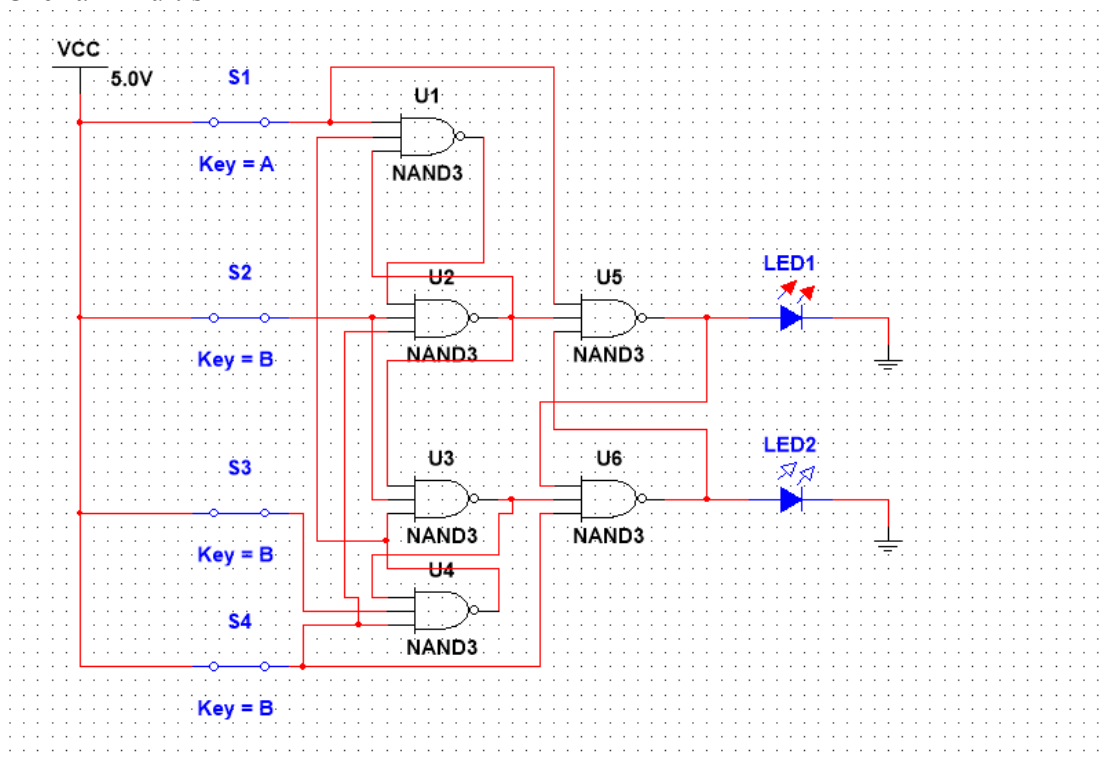 VCC
5.0V
S1
U1
Key = A
NAND3
S2
U2
U5
LED1
Key = B
NAND3
NAND3
S3
U3
U6
LED2
Key = B
NAND3
NAND3
S4
U4
NAND3
Key = B